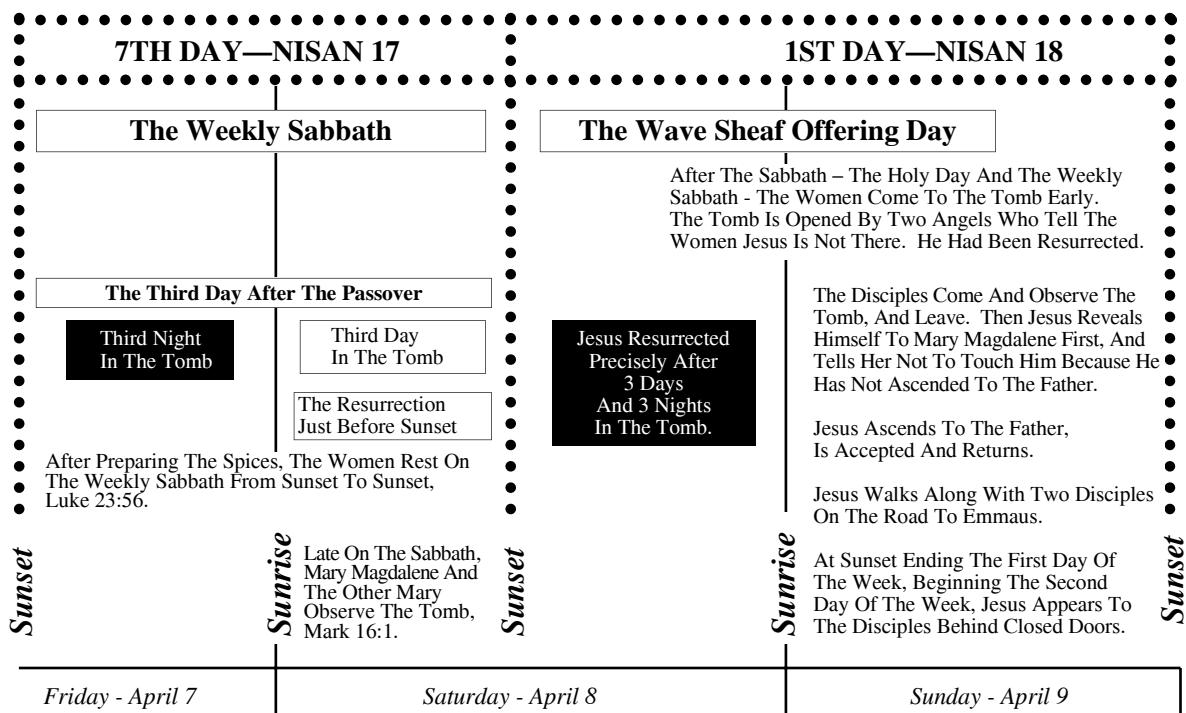 7TH DAY—NISAN 17
The Weekly Sabbath
The Third Day After The Passover
Third Night
In The Tomb
Third Day
In The Tomb
The Resurrection
Just Before Sunset
After Preparing The Spices, The Women Rest On
The Weekly Sabbath From Sunset To Sunset,
Luke 23:56.
Late On The Sabbath,
Mary Magdalene And
The Other Mary
Observe The Tomb,
Mark 16:1.
1ST DAY—NISAN 18
The Wave Sheaf Offering Day
After The Sabbath – The Holy Day And The Weekly
Sabbath - The Women Come To The Tomb Early.
The Tomb Is Opened By Two Angels Who Tell The
Women Jesus Is Not There. He Had Been Resurrected.
Jesus Resurrected
Precisely After
3 Days
And 3 Nights
In The Tomb.
The Disciples Come And Observe The
Tomb, And Leave. Then Jesus Reveals
Himself To Mary Magdalene First, And
Tells Her Not To Touch Him Because He
Has Not Ascended To The Father.
Jesus Ascends To The Father,
Is Accepted And Returns.
Jesus Walks Along With Two Disciples
On The Road To Emmaus.
At Sunset Ending The First Day Of
The Week, Beginning The Second
Day Of The Week, Jesus Appears To
The Disciples Behind Closed Doors.
Sunset
Sunrise
Sunset
Sunrise
Sunset
Friday - April 7
Saturday - April 8
Sunday - April 9